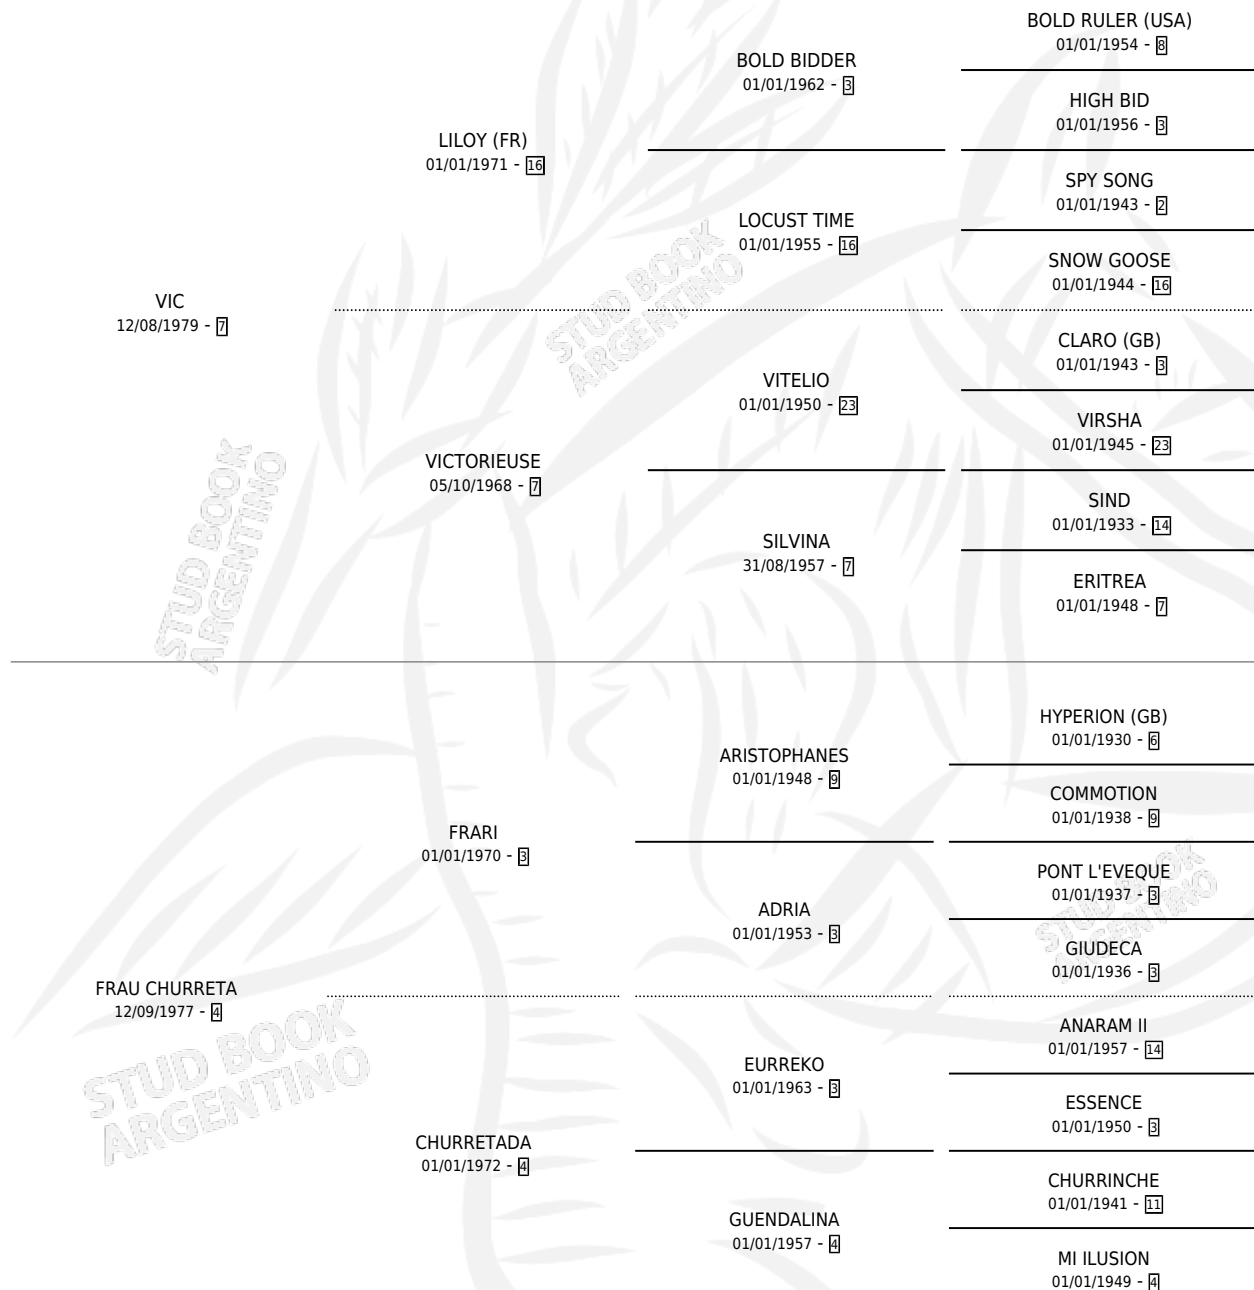 BOLD RULER (USA)
01/01/1954 - 8
BOLD BIDDER
01/01/1962 - 3
HIGH BID
01/01/1956 - 3
LILOY (FR)
01/01/1971 - 16
SPY SONG
01/01/1943 - 2
LOCUST TIME
01/01/1955 - 16
SNOW GOOSE
01/01/1944 - 16
VIC
12/08/1979 - 7
CLARO (GB)
01/01/1943 - 3
VITELIO
01/01/1950 - 23
VIRSHA
01/01/1945 - 23
VICTORIEUSE
05/10/1968 - 7
SIND
01/01/1933 - 14
SILVINA
31/08/1957 - 7
ERITREA
01/01/1948 - 7
STUD BOOK
ARGENTINO
STUD BOOK
ARGENTINO
HYPERION (GB)
01/01/1930 - 6
ARISTOPHANES
01/01/1948 - 9
COMMOTION
01/01/1938 - 9
FRARI
01/01/1970 - 3
PONT L'EVEQUE
01/01/1937 - 3
ADRIA
01/01/1953 - 3
GIUDECA
01/01/1936 - 3
FRAU CHURRETA
12/09/1977 - 4
ANARAM II
01/01/1957 - 14
EURREKO
01/01/1963 - 3
ESSENCE
01/01/1950 - 3
CHURRETADA
01/01/1972 - 4
CHURRINCHE
01/01/1941 - 11
GUENDALINA
01/01/1957 - 4
MI ILUSION
01/01/1949 - 4
STUD BOOK
ARGENTINO
STUD BOOK
ARGENTINO